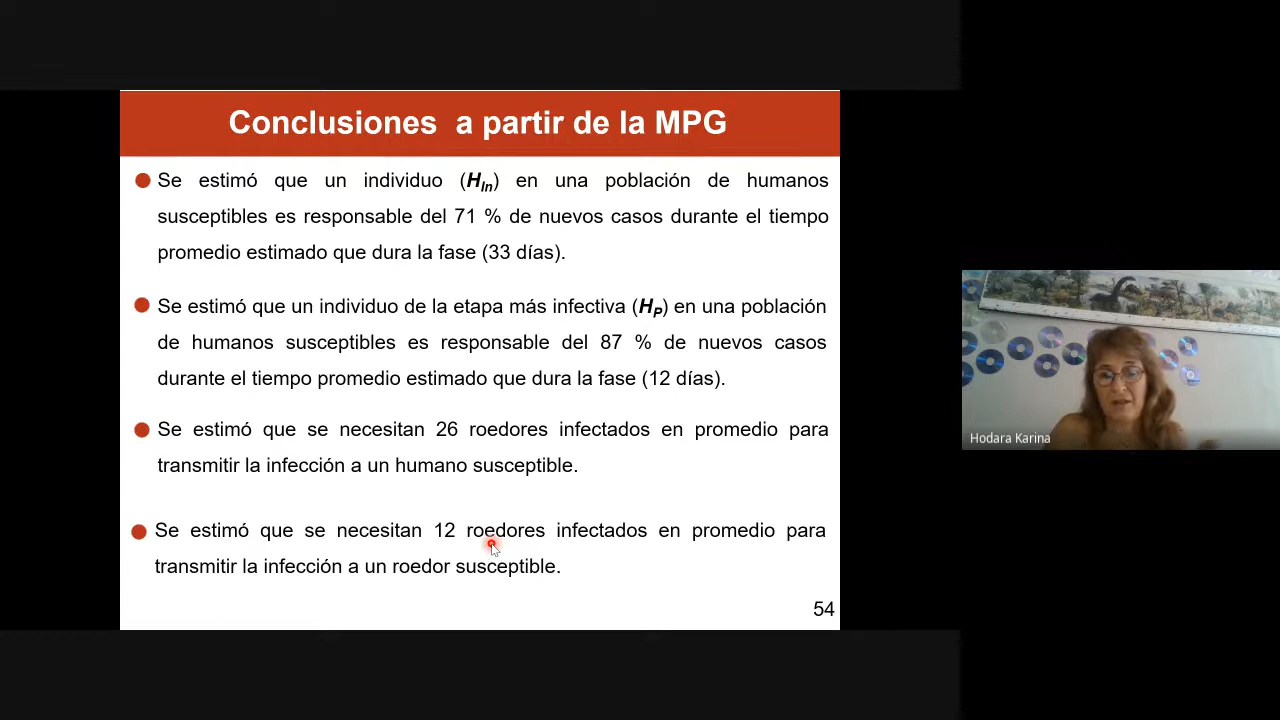 Conclusiones a partir de la MPG
Se estimó que un individuo (H_In) en una población de humanos
susceptibles es responsable del 71 % de nuevos casos durante el tiempo
promedio estimado que dura la fase (33 días).
Se estimó que un individuo de la etapa más infectiva (H_P) en una población
de humanos susceptibles es responsable del 87 % de nuevos casos
durante el tiempo promedio estimado que dura la fase (12 días).
Se estimó que se necesitan 26 roedores infectados en promedio para
transmitir la infección a un humano susceptible.
Se estimó que se necesitan 12 roedores infectados en promedio para
transmitir la infección a un roedor susceptible.
54
Hodara Karina